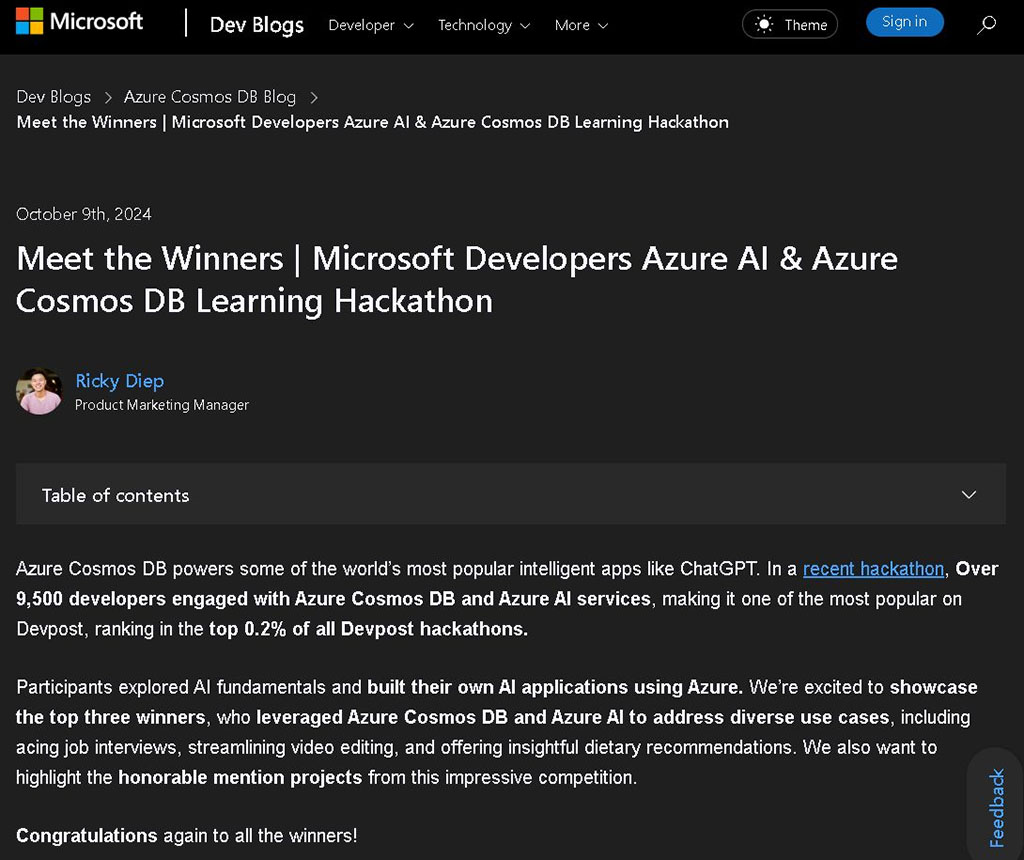 Microsoft
Dev Blogs
Developer
Technology
More
Theme
Sign in
Dev Blogs
Azure Cosmos DB Blog
Meet the Winners | Microsoft Developers Azure AI & Azure Cosmos DB Learning Hackathon
October 9th, 2024
Meet the Winners | Microsoft Developers Azure AI & Azure
Cosmos DB Learning Hackathon
Ricky Diep
Product Marketing Manager
Table of contents
Azure Cosmos DB powers some of the world’s most popular intelligent apps like ChatGPT. In a recent hackathon, Over
9,500 developers engaged with Azure Cosmos DB and Azure AI services, making it one of the most popular on
Devpost, ranking in the top 0.2% of all Devpost hackathons.
Participants explored AI fundamentals and built their own AI applications using Azure. We’re excited to showcase
the top three winners, who leveraged Azure Cosmos DB and Azure AI to address diverse use cases, including
acing job interviews, streamlining video editing, and offering insightful dietary recommendations. We also want to
highlight the honorable mention projects from this impressive competition.
Congratulations again to all the winners!
Feedback